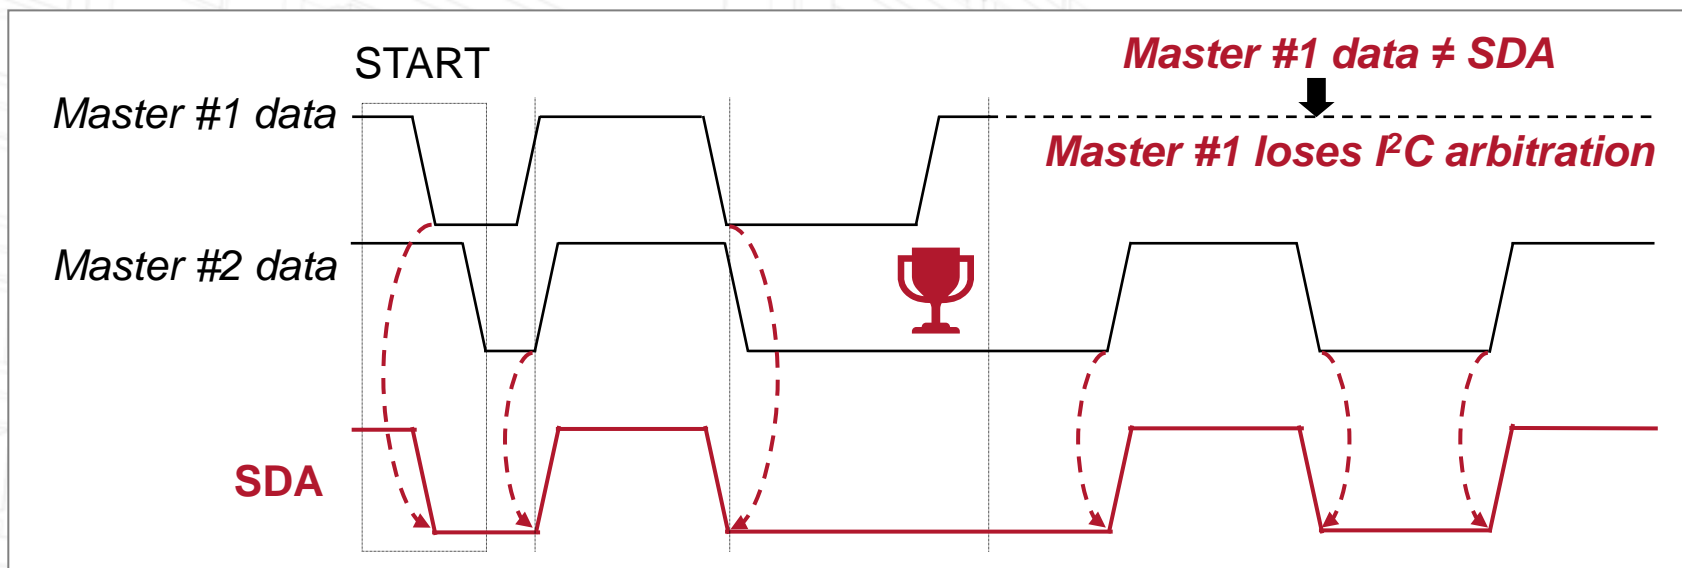 START
Master #1 data ≠ SDA
Master #1 data
Master #1 loses I²C arbitration
Master #2 data
SDA